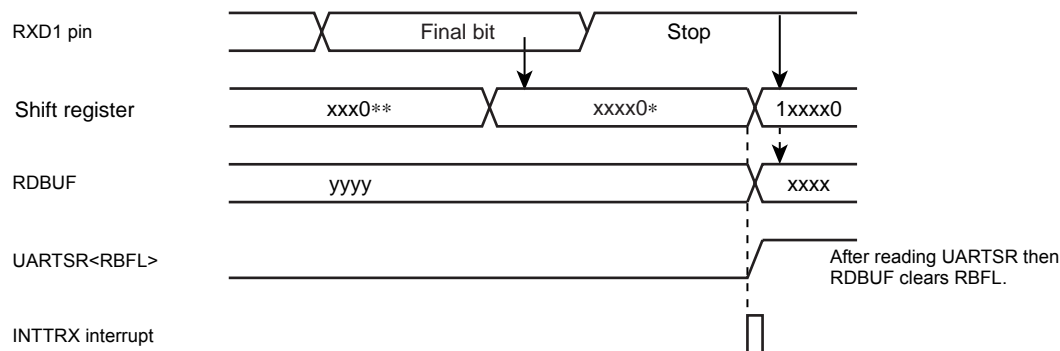 RXD1 pin
Final bit
Stop
Shift register
xxx0**
xxxx0*
1xxxx0
RDBUF
yyyy
xxxx
UARTSR<RBFL>
After reading UARTSR then
RDBUF clears RBFL.
INTTRX interrupt